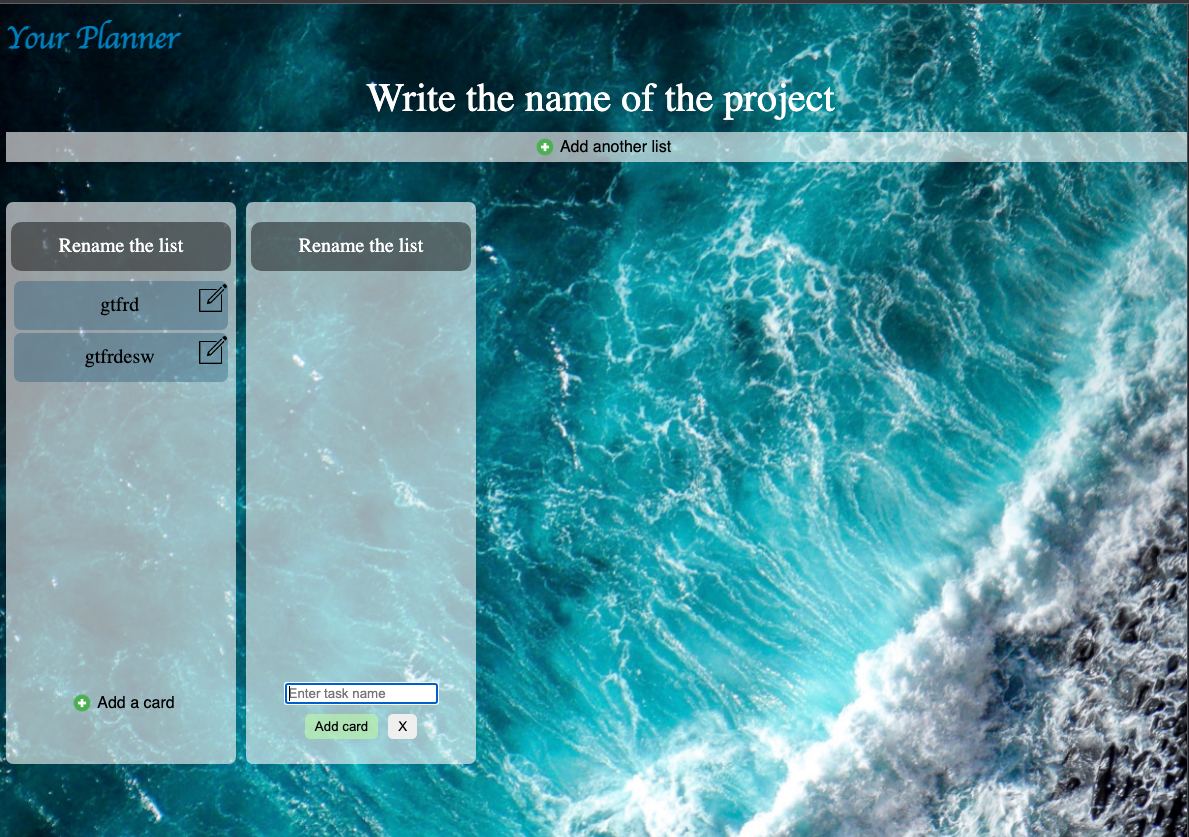 Your Planner
Write the name of the project
Add another list
Rename the list
gtfrd
gtfrdesw
Add a card
Rename the list
Enter task name
Add card
X